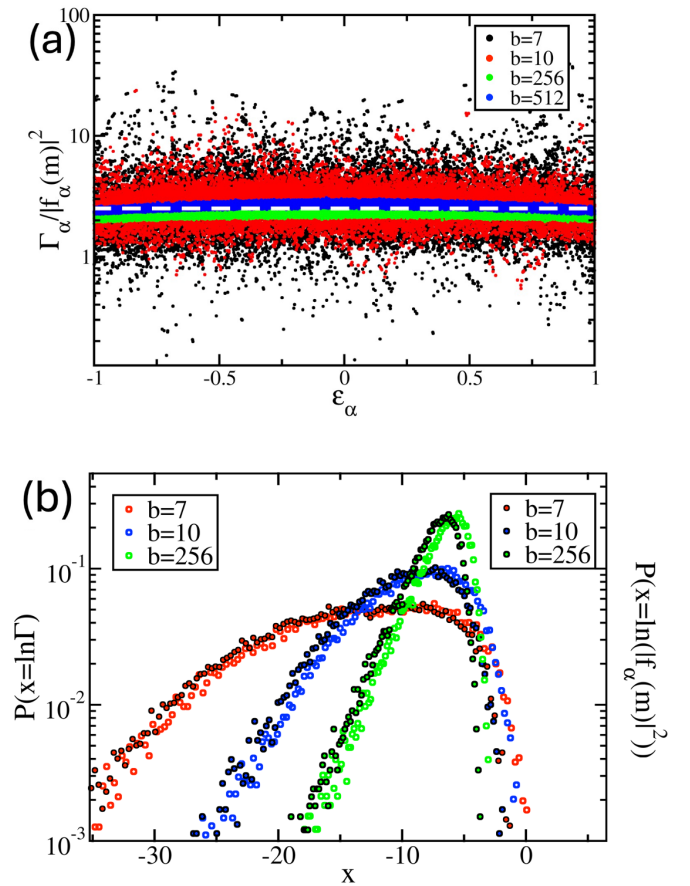 (a)
100
10
1
Γα/|fα(m)|²
b=7
b=10
b=256
b=512
-1 -0.5 0 0.5 1
εα
(b)
b=7
b=10
b=256
b=7
b=10
b=256
10⁻¹
10⁻²
10⁻³
P(x=lnΓ)
P(x=ln(|fα(m)|²))
-30 -20 -10 0
x